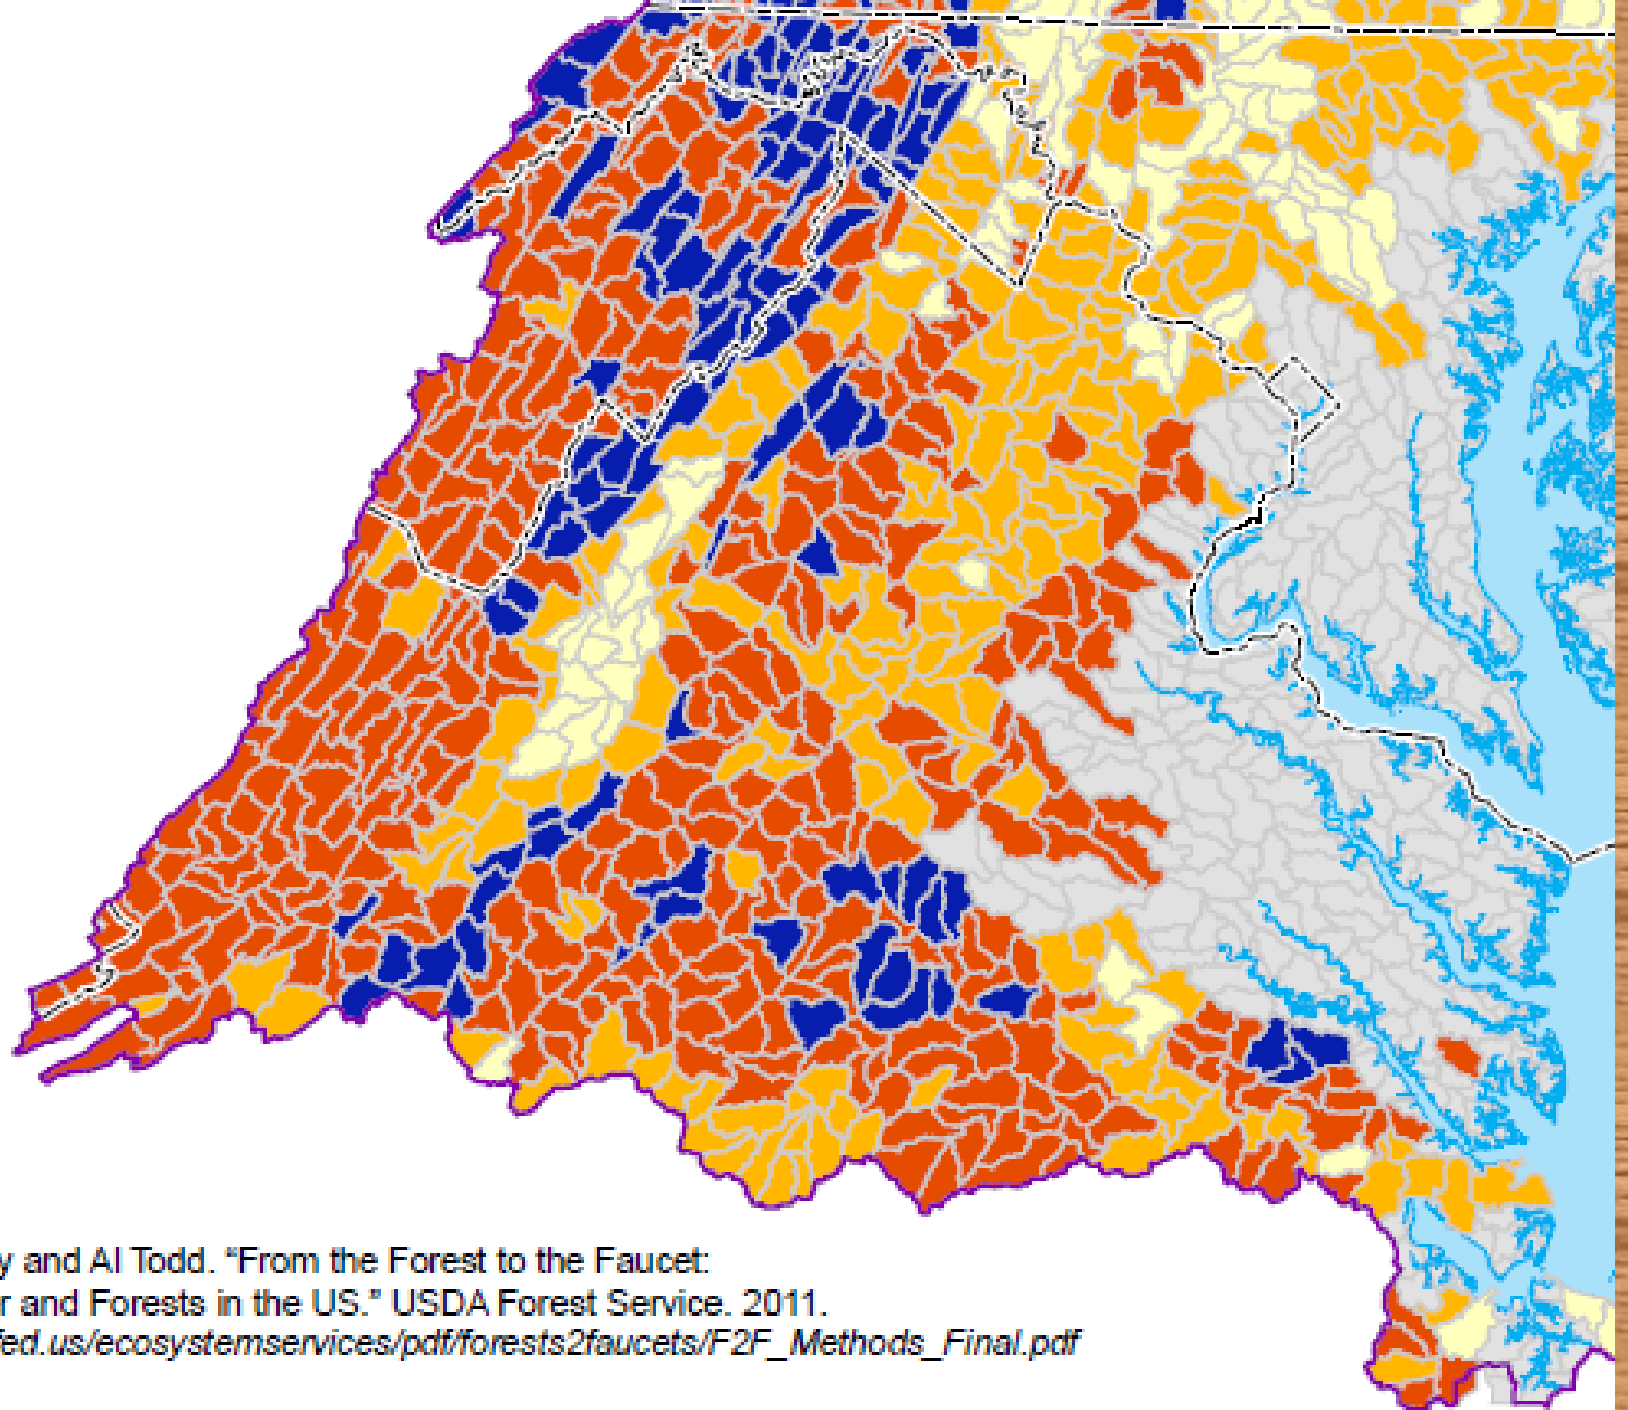 y and Al Todd. “From the Forest to the Faucet:
r and Forests in the US.” USDA Forest Service. 2011.
fed.us/ecosystemservices/pdf/forests2faucets/F2F_Methods_Final.pdf